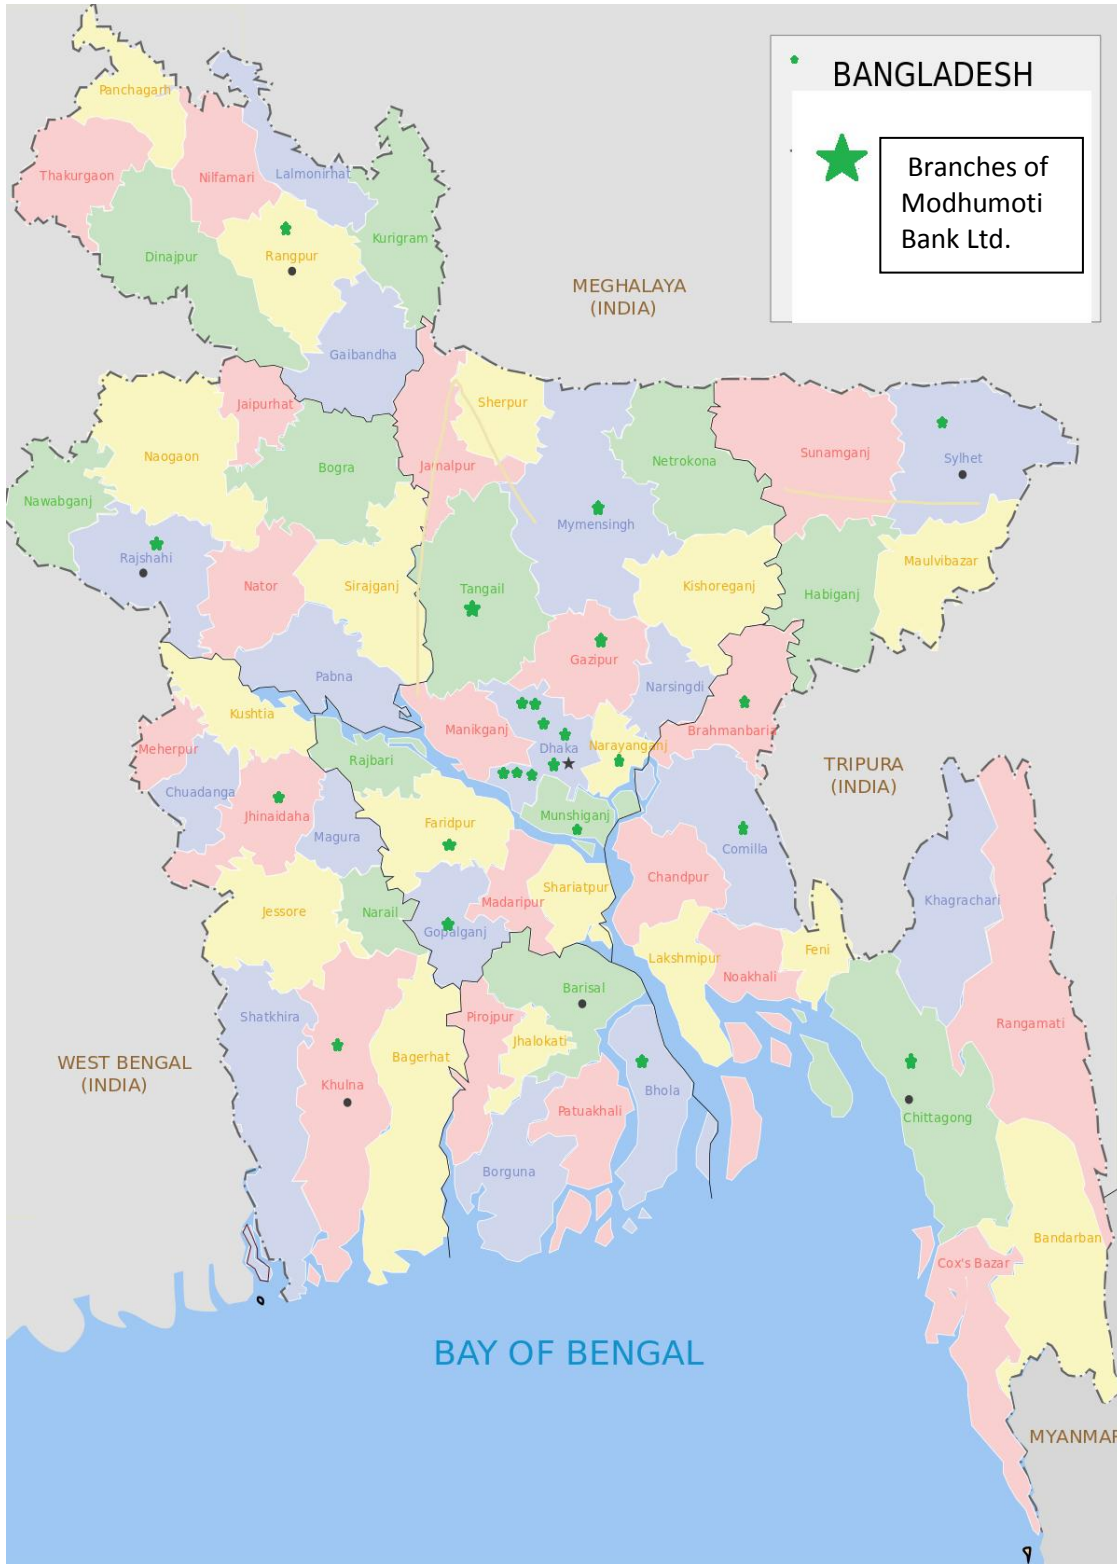 BANGLADESH
Branches of
Modhumoti
Bank Ltd.
Panchagarh
Thakurgaon
Nilfamari
Lalmonirhat
Kurigram
Dinajpur
Rangpur
MEGHALAYA
(INDIA)
Gaibandha
Jaipurhat
Sherpur
Naogaon
Bogra
Jamalpur
Netrokona
Sunamganj
Sylhet
Nawabganj
Mymensingh
Rajshahi
Nator
Sirajganj
Tangail
Kishoreganj
Habiganj
Maulvibazar
Gazipur
Pabna
Narsingdi
Kushtia
Manikganj
Brahmanbaria
Meherpur
Rajbari
Dhaka
Narayanganj
TRIPURA
(INDIA)
Chuadanga
Jhinaidaha
Magura
Faridpur
Munshiganj
Comilla
Jessore
Narail
Gopalganj
Madaripur
Shariatpur
Chandpur
Khagrachari
Lakshmipur
Noakhali
Feni
Shatkhira
Barisal
Pirojpur
Rangamati
Jhalokati
WEST BENGAL
(INDIA)
Khulna
Bagerhat
Bhola
Patuakhali
Chittagong
Borguna
Bandarban
Cox's Bazar
BAY OF BENGAL
MYANMAR